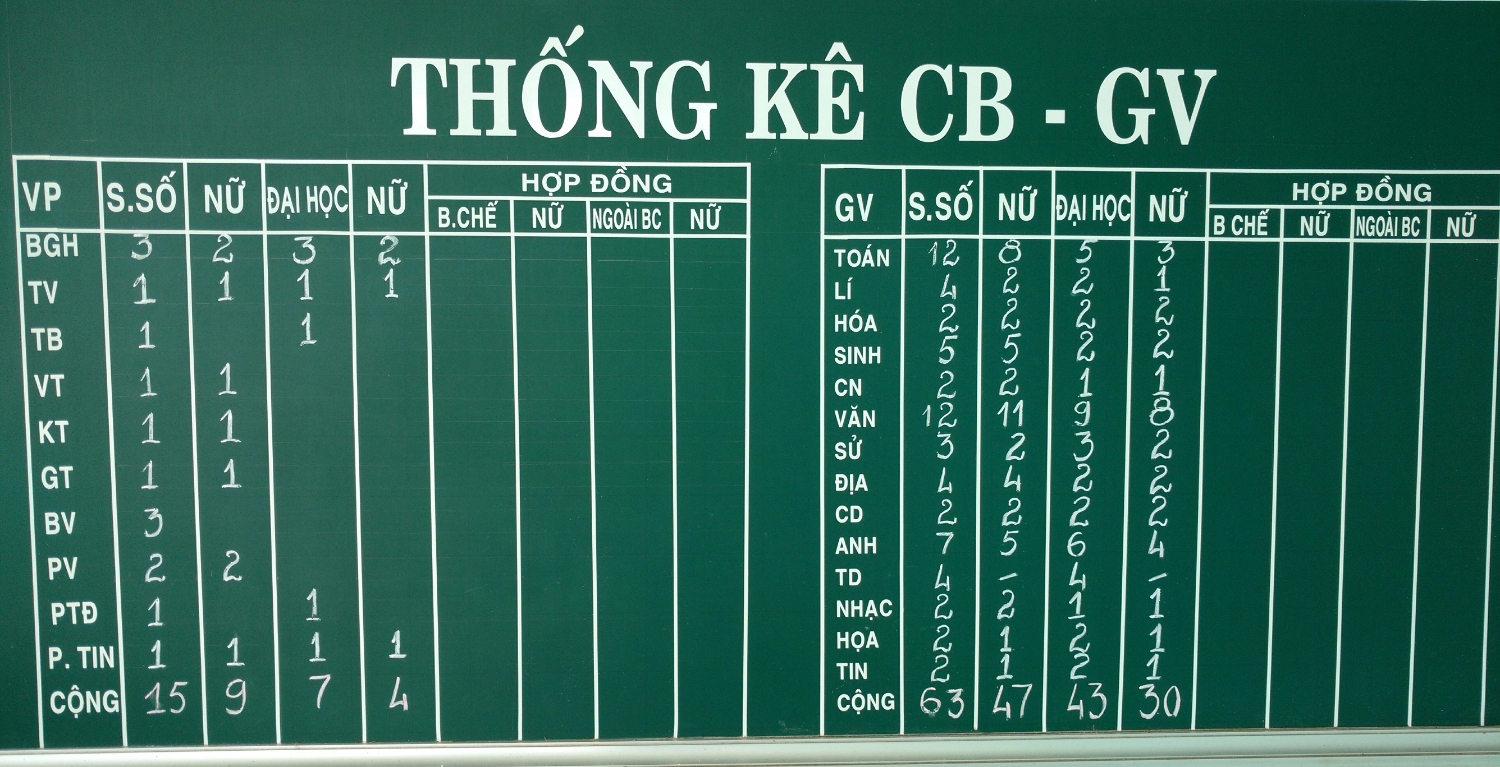 THỐNG KÊ CB - GV
VP S.SỐ NỮ ĐẠI HỌC NỮ HỢP ĐỒNG
B.CHẾ NỮ NGOÀI BC NỮ
BGH 3 2 3 2
TV 1 1 1 1
TB 1 1
VT 1 1
KT 1 1
GT 1 1
BV 3
PV 2 2
PTĐ 1 1
P. TIN 1 1 1 1
CỘNG 15 9 7 4
GV S.SỐ NỮ ĐẠI HỌC NỮ HỢP ĐỒNG
B CHẾ NỮ NGOÀI BC NỮ
TOÁN 12 8 5 3
LÍ 4 2 2 1
HÓA 2 2 2 2
SINH 5 5 2 2
CN 2 2 1 1
VĂN 12 11 9 8
SỬ 3 2 3 2
ĐỊA 4 4 2 2
CD 2 2 2 2
ANH 7 5 6 4
TD 4 - 4 -
NHẠC 2 2 1 1
HỌA 2 1 2 1
TIN 2 1 2 1
CỘNG 63 47 43 30